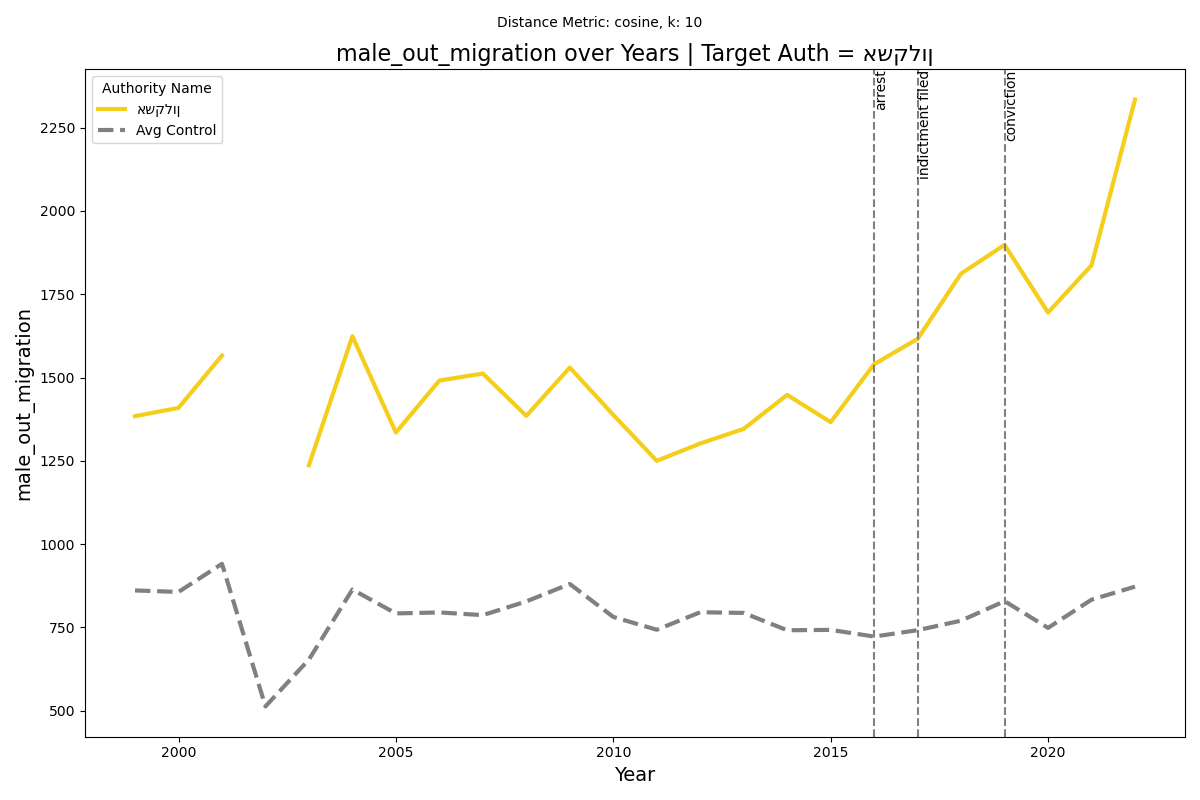 Distance Metric: cosine, k: 10
male_out_migration over Years | Target Auth = אשקלון
Authority Name
אשקלון
Avg Control
arrest
indictment filed
conviction
male_out_migration
2250
2000
1750
1500
1250
1000
750
500
2000 2005 2010 2015 2020
Year